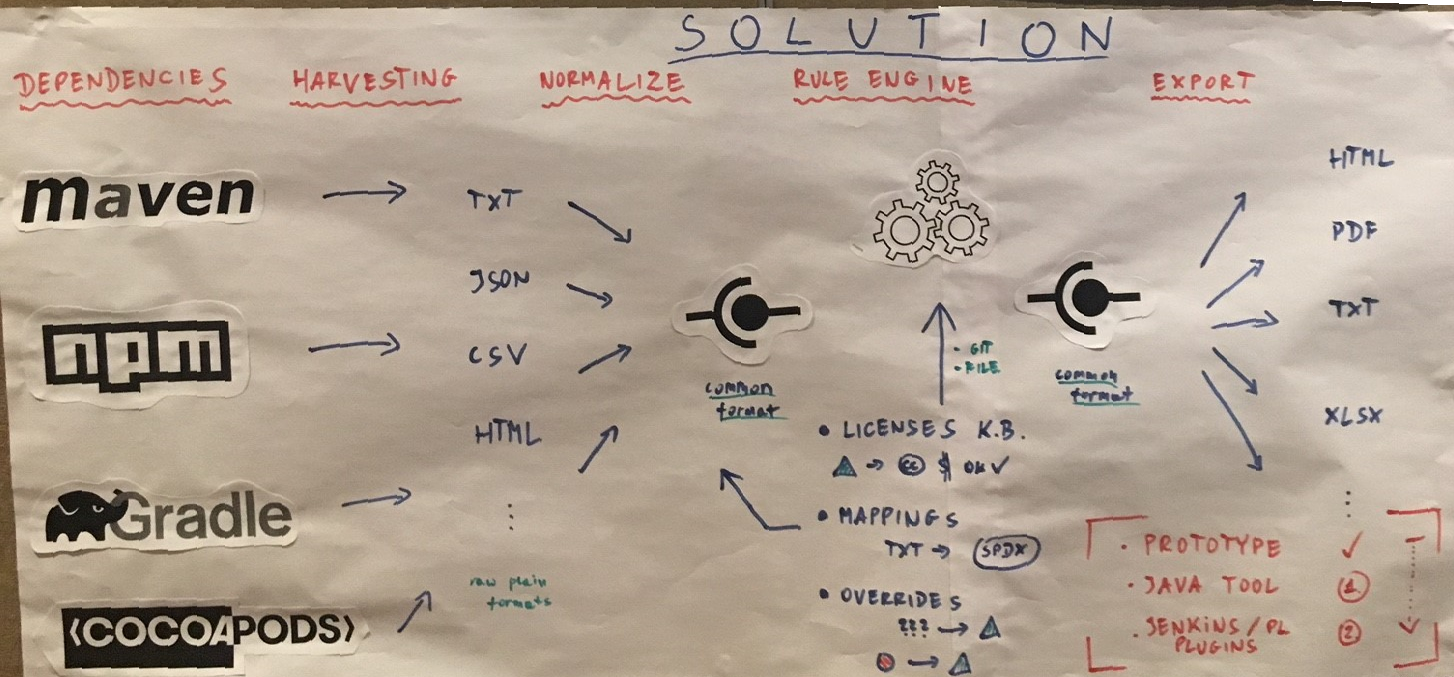 SOLUTION
DEPENDENCIES
HARVESTING
NORMALIZE
RULE ENGINE
EXPORT
maven
npm
Gradle
<COCOAPODS>
TXT
JSON
CSV
HTML
⋮
raw plain
formats
common
format
• GIT
• FILE
• LICENSES K.B.
→ cc $ OK ✓
• MAPPINGS
TXT → SPDX
• OVERRIDES
??? →
common
format
HTML
PDF
TXT
XLSX
⋮
• PROTOTYPE ✓
• JAVA TOOL 1
• JENKINS / PL 2
PLUGINS